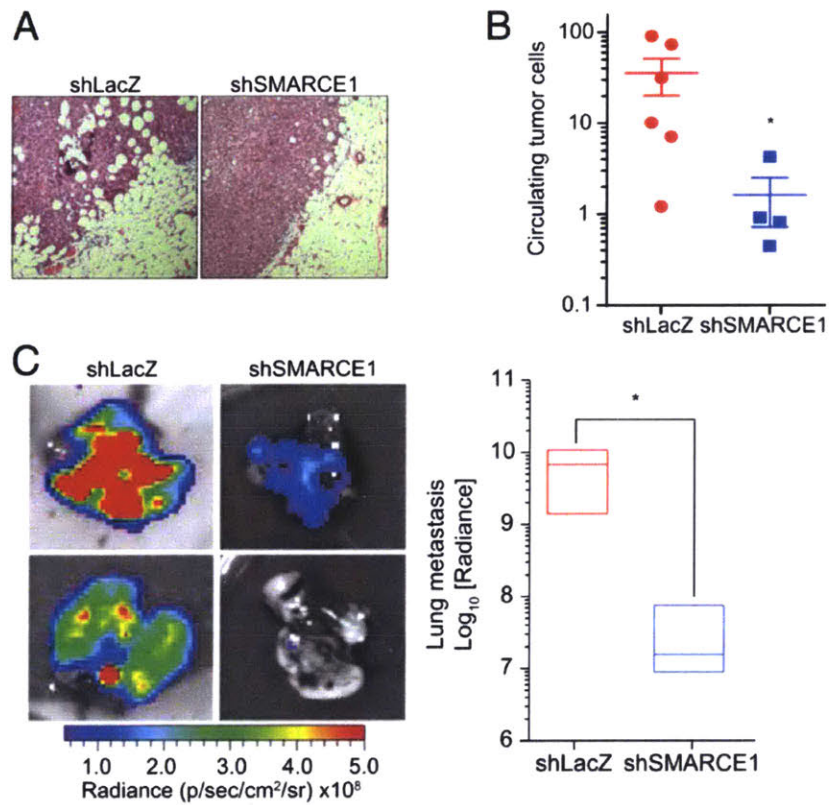 A
shLacZ
shSMARCE1
B
Circulating tumor cells
100
10
1
0.1
*
shLacZ
shSMARCE1
C
shLacZ
shSMARCE1
1.0 2.0 3.0 4.0 5.0
Radiance (p/sec/cm²/sr) x10⁸
Lung metastasis
Log₁₀ [Radiance]
11
10
9
8
7
6
*
shLacZ
shSMARCE1